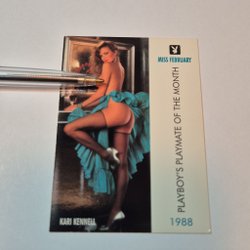 MISS FEBRUARY
PLAYBOY'S PLAYMATE OF THE MONTH
KARI KENNELL
1988